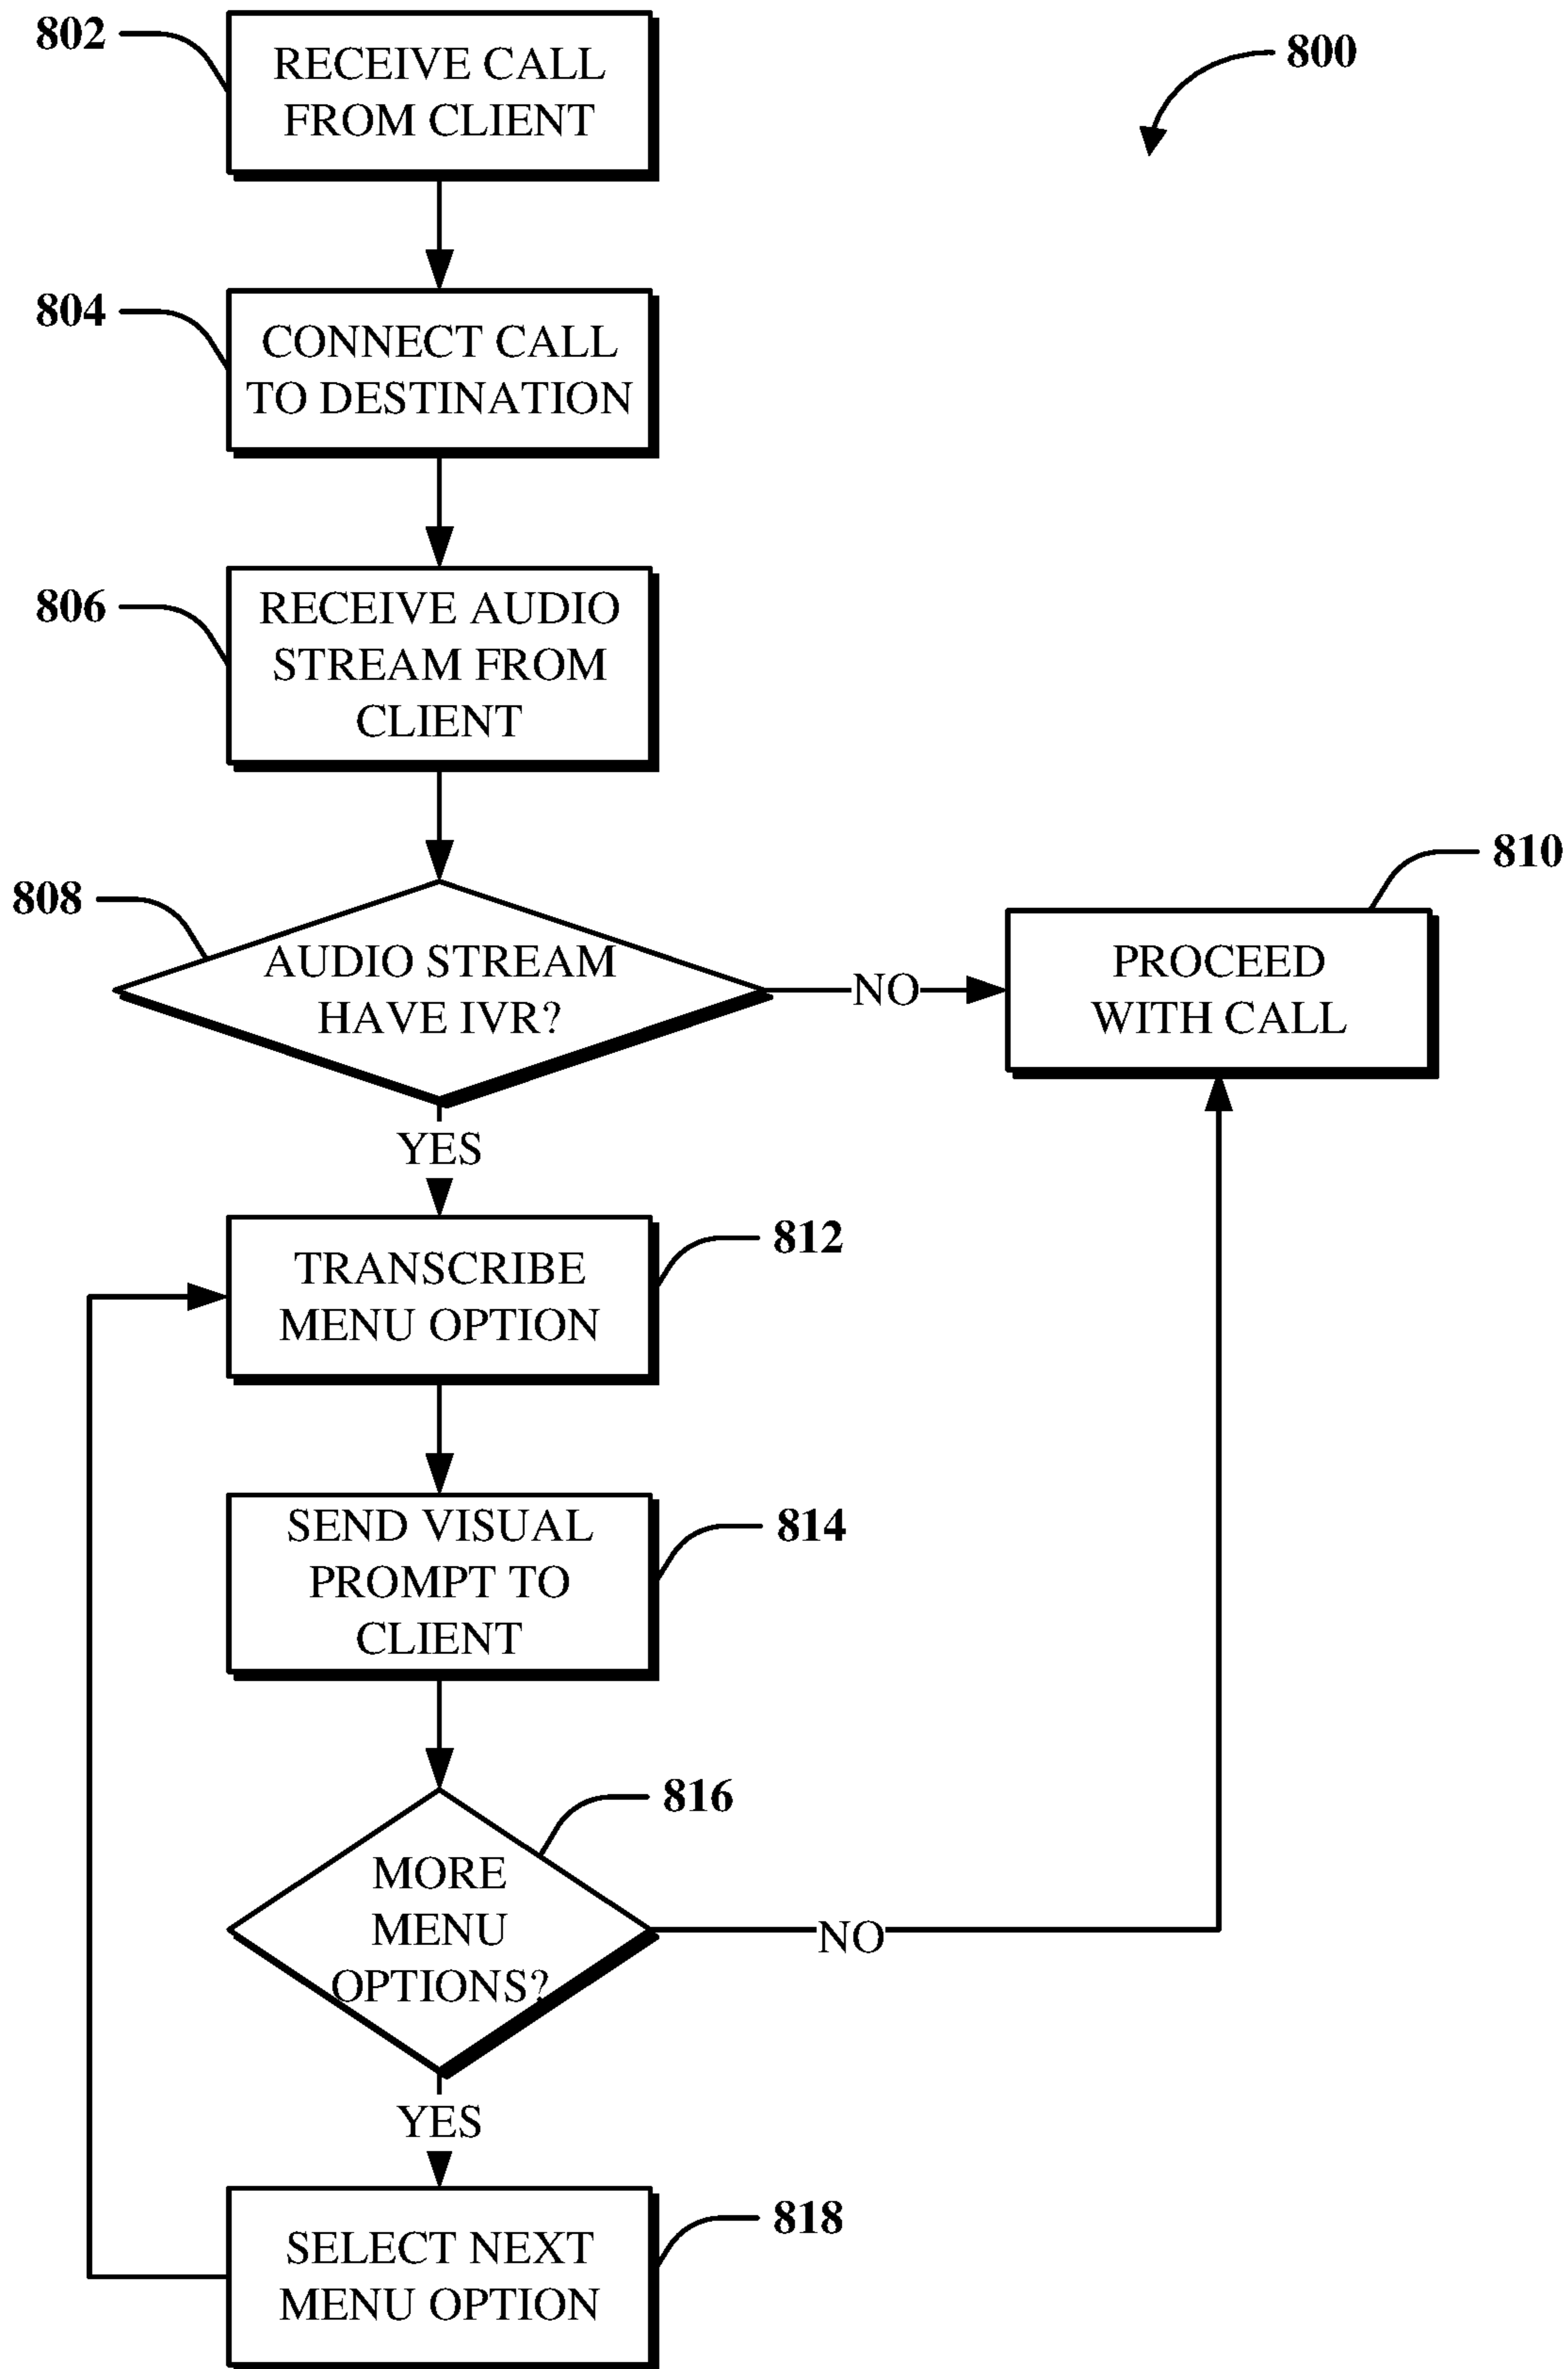 802
RECEIVE CALL
FROM CLIENT
800
804
CONNECT CALL
TO DESTINATION
806
RECEIVE AUDIO
STREAM FROM
CLIENT
808
AUDIO STREAM
HAVE IVR?
NO
810
PROCEED
WITH CALL
YES
812
TRANSCRIBE
MENU OPTION
814
SEND VISUAL
PROMPT TO
CLIENT
816
MORE
MENU
OPTIONS?
NO
YES
818
SELECT NEXT
MENU OPTION